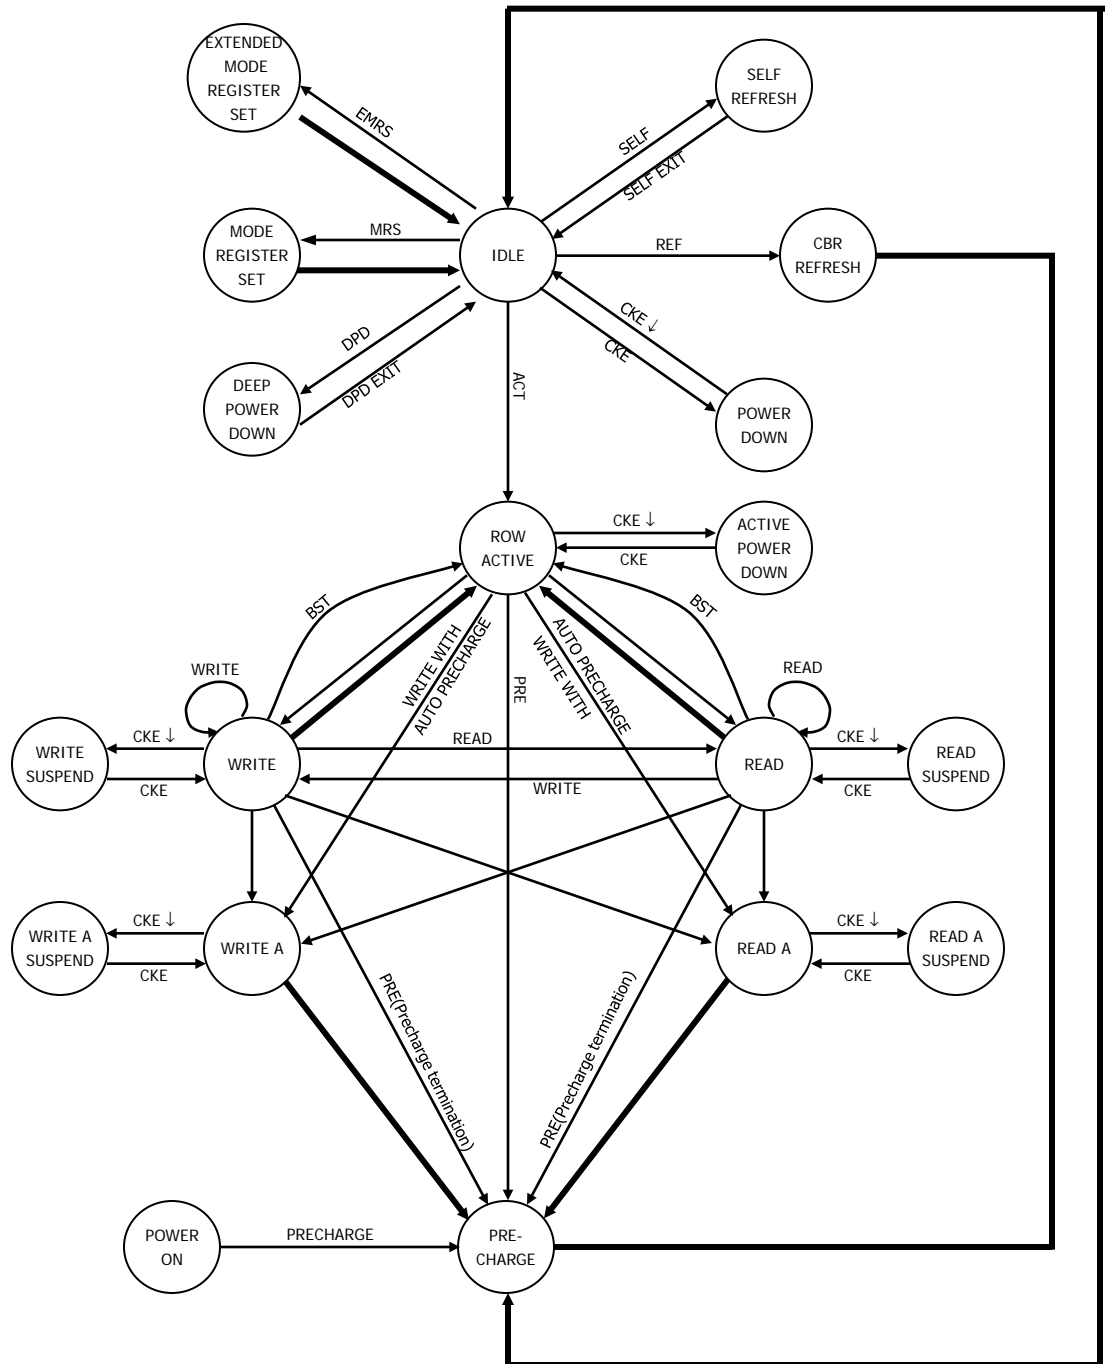 EXTENDED
MODE
REGISTER
SET
SELF
REFRESH
EMRS
SELF
SELF EXIT
MODE
REGISTER
SET
MRS
IDLE
REF
CBR
REFRESH
DPD
DPD EXIT
CKE ↓
CKE
DEEP
POWER
DOWN
ACT
POWER
DOWN
ROW
ACTIVE
CKE ↓
CKE
ACTIVE
POWER
DOWN
BST
BST
WRITE WITH
AUTO PRECHARGE
PRE
AUTO PRECHARGE
WRITE WITH
WRITE
READ
WRITE
SUSPEND
CKE ↓
CKE
WRITE
READ
WRITE
READ
CKE ↓
CKE
READ
SUSPEND
WRITE A
SUSPEND
CKE ↓
CKE
WRITE A
READ A
CKE ↓
CKE
READ A
SUSPEND
PRE(Precharge termination)
PRE(Precharge termination)
POWER
ON
PRECHARGE
PRE-
CHARGE